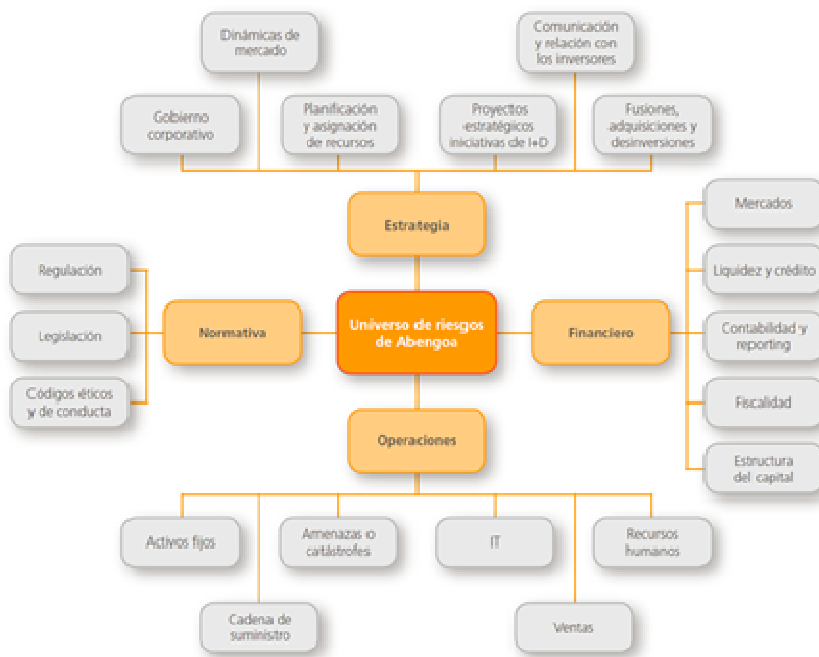 Dinámicas de
mercado
Comunicación
y relación con
los inversores
Gobierno
corporativo
Planificación
y asignación
de recursos
Proyectos
estratégicos
iniciativas de I+D
Fusiones,
adquisiciones y
desinversiones
Estrategia
Mercados
Regulación
Liquidez y crédito
Normativa
Universo de riesgos
de Abengoa
Financiero
Legislación
Contabilidad y
reporting
Códigos éticos
y de conducta
Fiscalidad
Operaciones
Estructura
del capital
Activos fijos
Amenazas o
catástrofes
IT
Recursos
humanos
Cadena de
suministro
Ventas